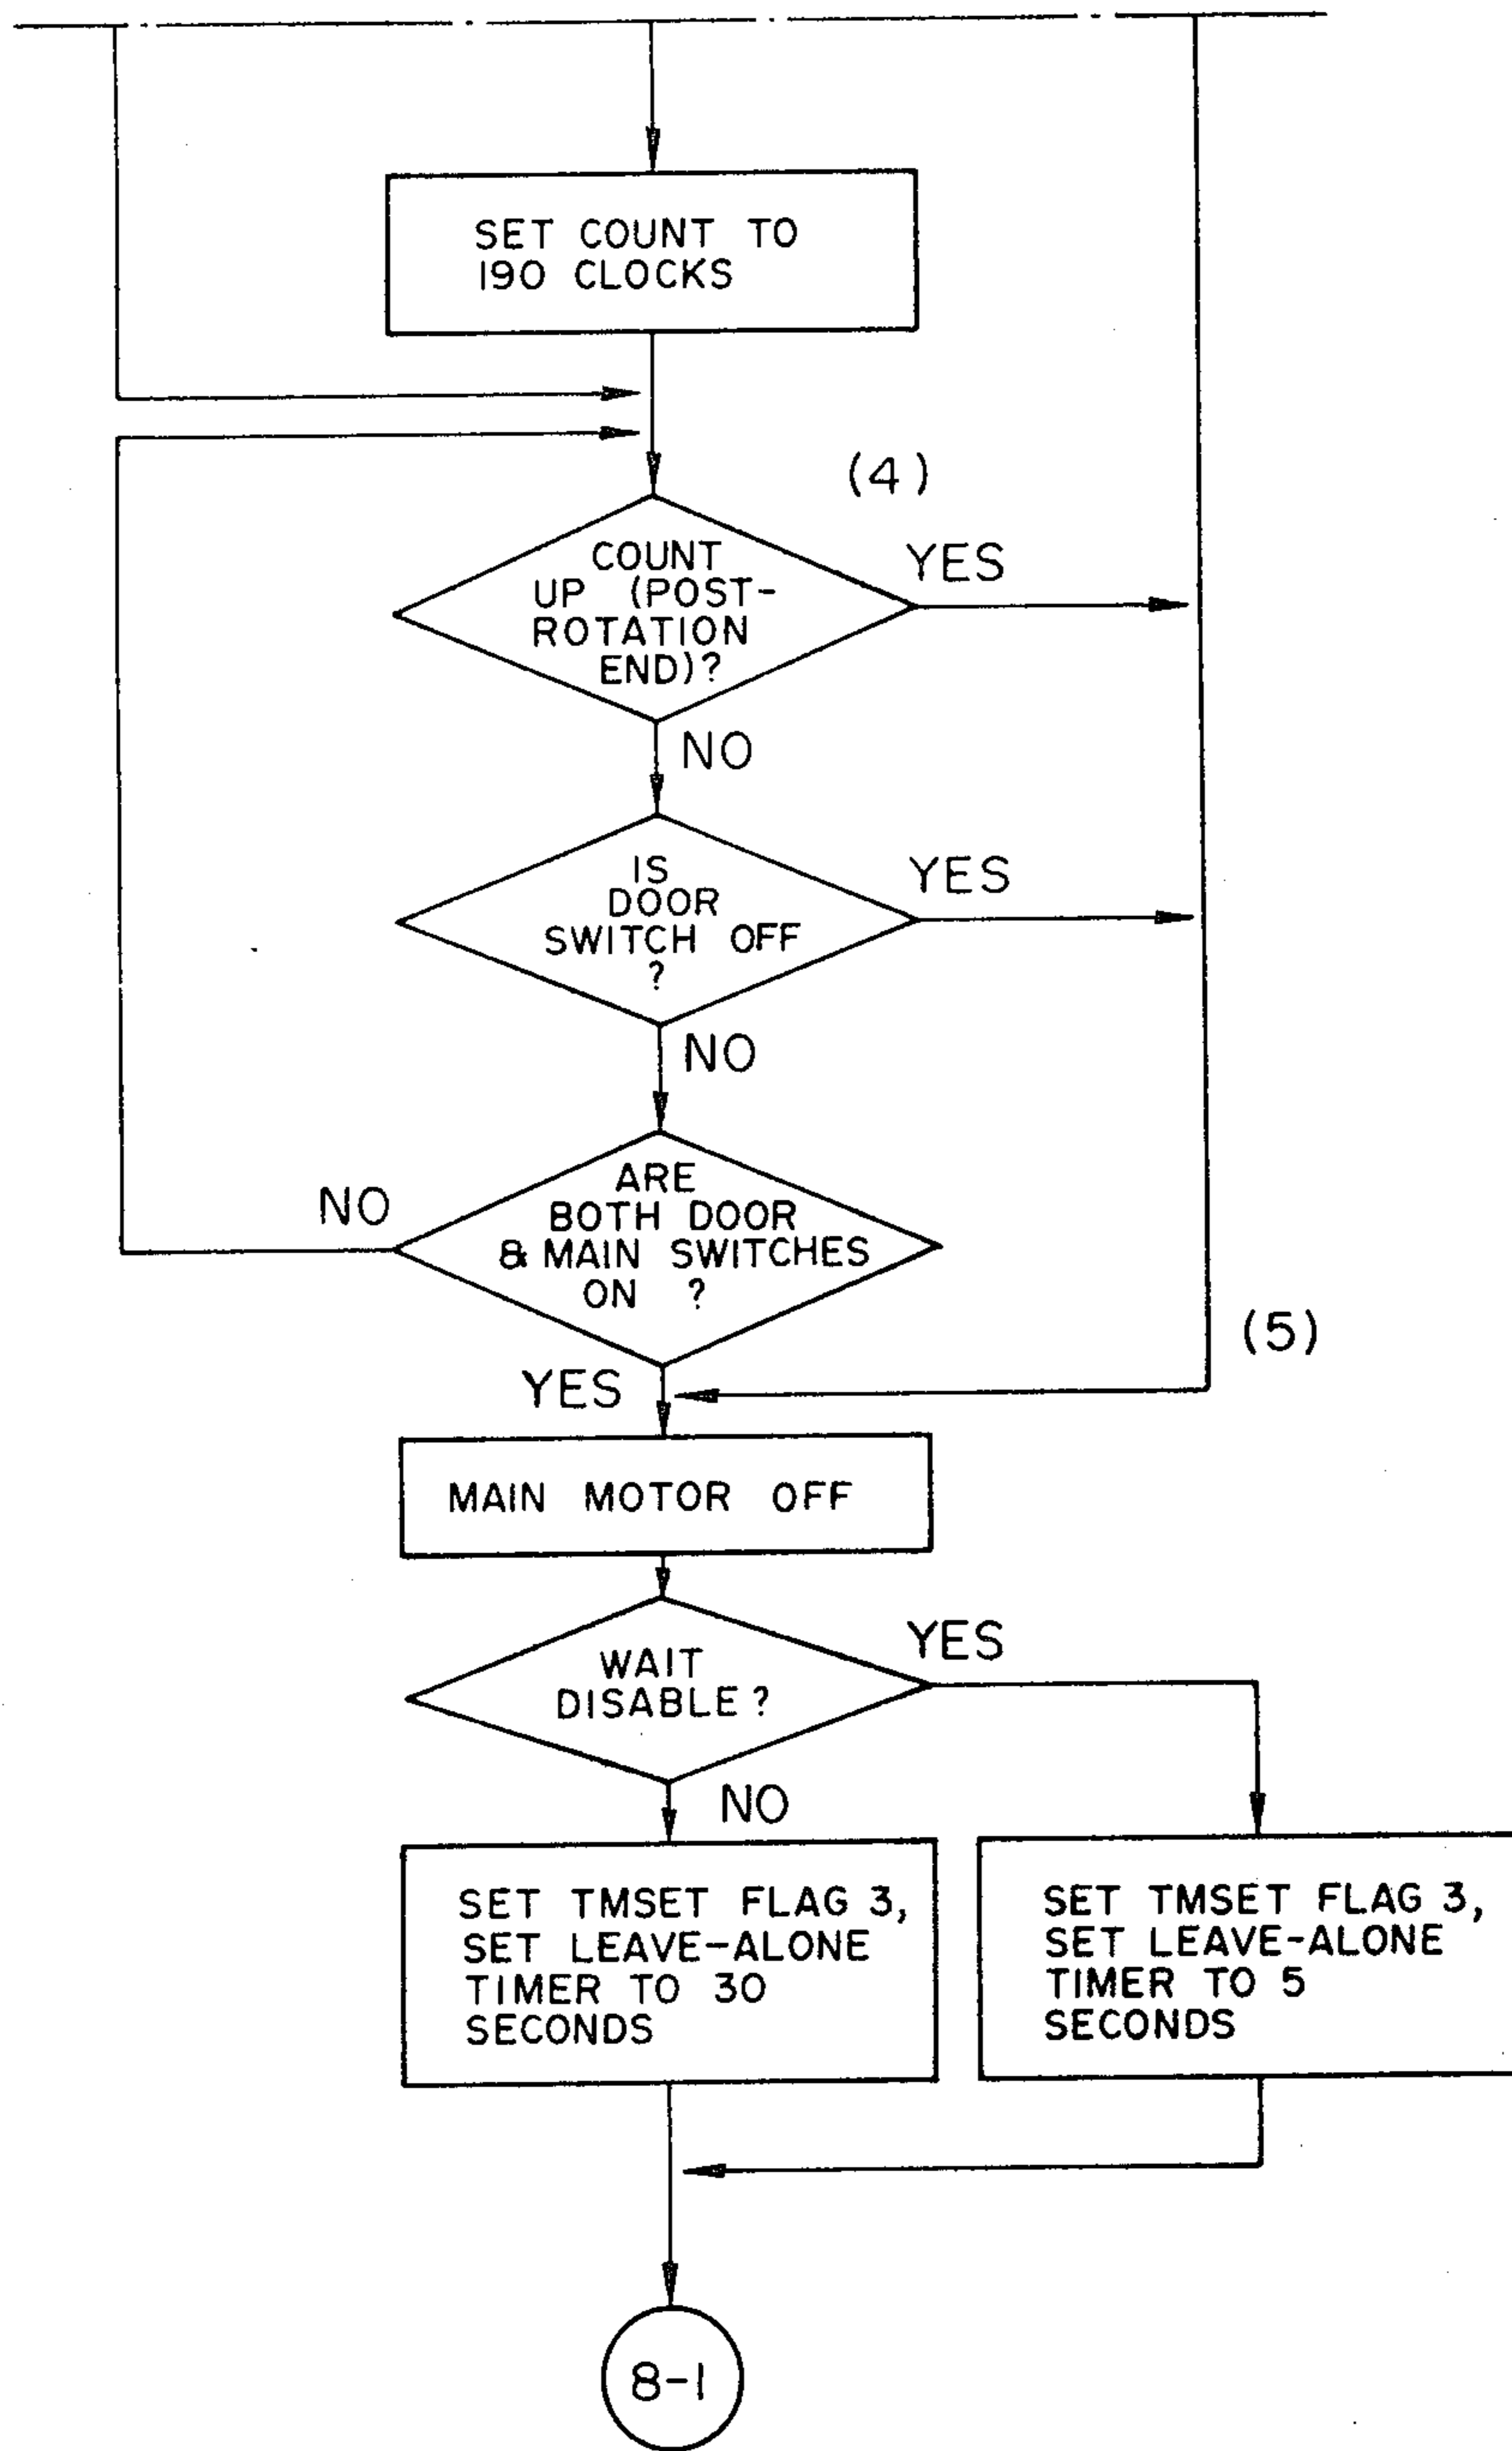 SET COUNT TO
190 CLOCKS
(4)
COUNT
UP (POST-
ROTATION
END)?
YES
NO
IS
DOOR
SWITCH OFF
?
YES
NO
ARE
BOTH DOOR
& MAIN SWITCHES
ON ?
NO
(5)
YES
MAIN MOTOR OFF
WAIT
DISABLE?
YES
NO
SET TMSET FLAG 3,
SET LEAVE-ALONE
TIMER TO 30
SECONDS
SET TMSET FLAG 3,
SET LEAVE-ALONE
TIMER TO 5
SECONDS
8-1